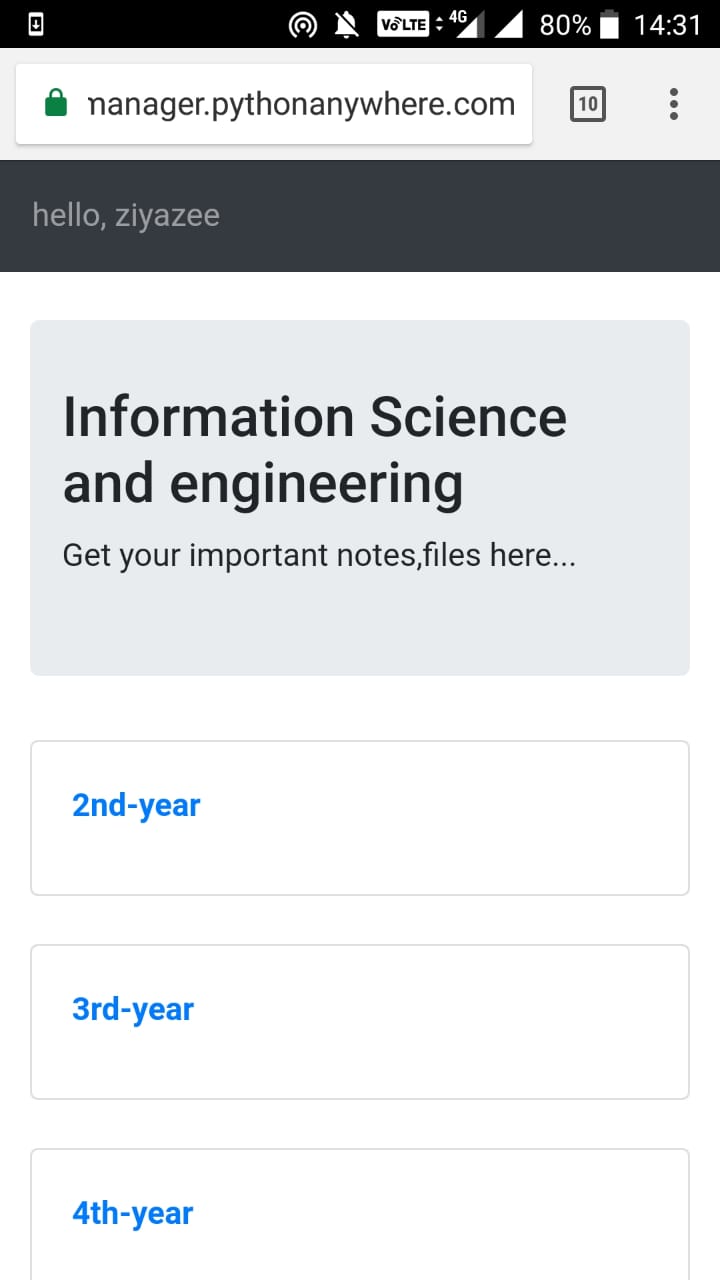 VoLTE 4G 80% 14:31
manager.pythonanywhere.com 10
hello, ziyazee
Information Science
and engineering
Get your important notes,files here...
2nd-year
3rd-year
4th-year